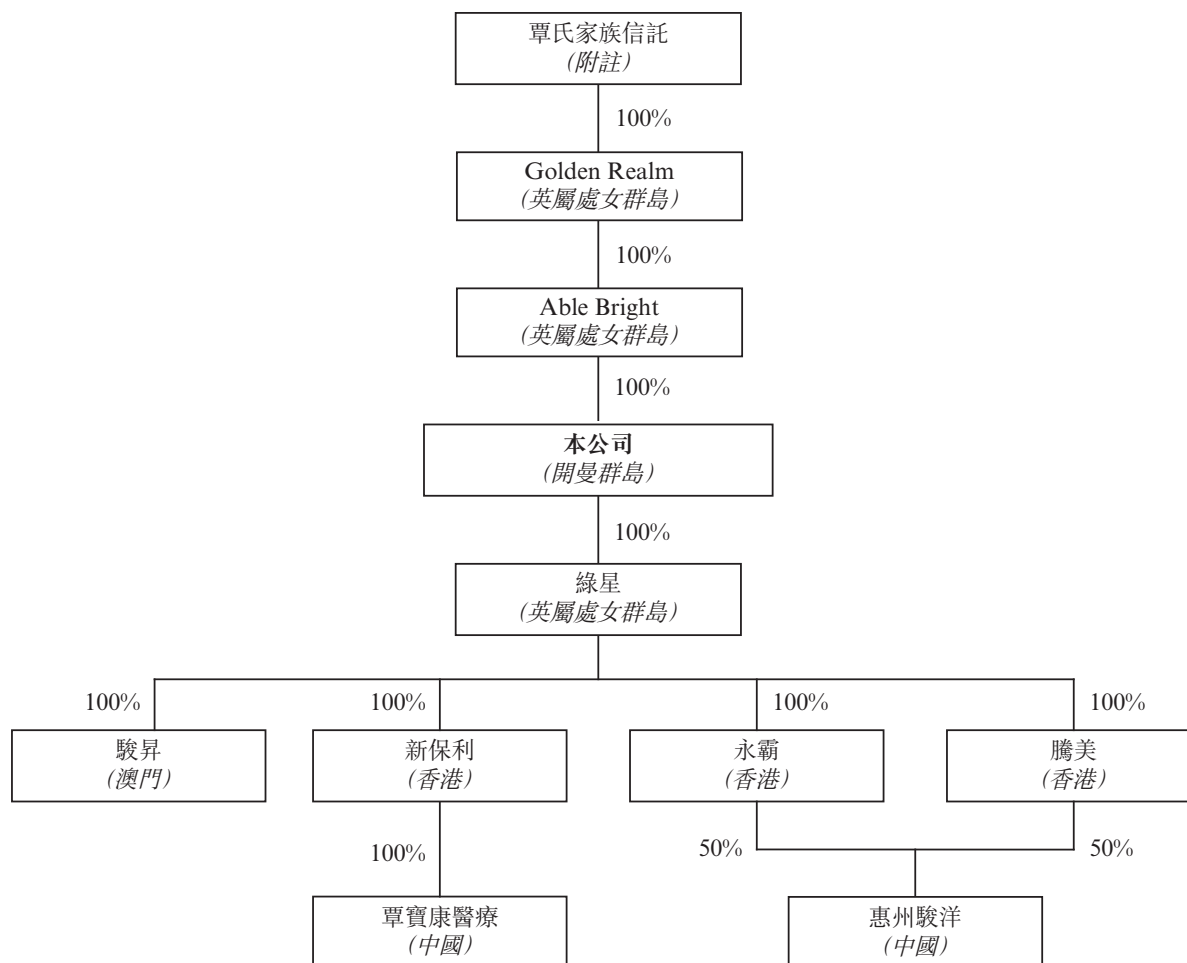 覃氏家族信託
(附註)
100%
Golden Realm
(英屬處女群島)
100%
Able Bright
(英屬處女群島)
100%
本公司
(開曼群島)
100%
綠星
(英屬處女群島)
100%
100%
100%
100%
駿昇
(澳門)
新保利
(香港)
永霸
(香港)
騰美
(香港)
100%
50%
50%
覃寶康醫療
(中國)
惠州駿洋
(中國)